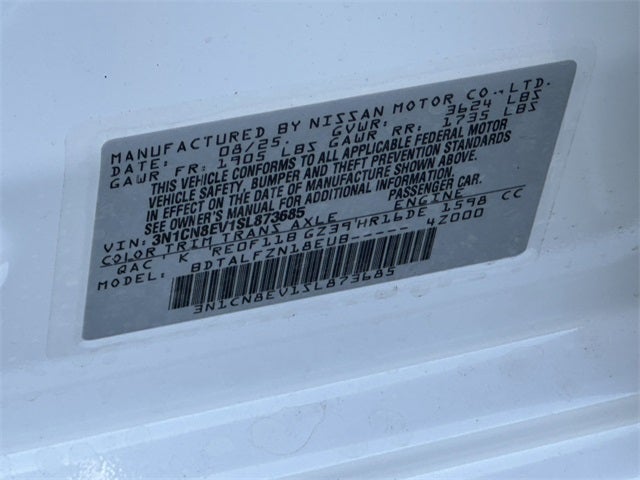 MANUFACTURED BY NISSAN MOTOR CO., LTD.
DATE: 08/25. GVWR: 3624 LBS
GAWR FR: 1905 LBS GAWR RR: 1735 LBS
THIS VEHICLE CONFORMS TO ALL APPLICABLE FEDERAL MOTOR
VEHICLE SAFETY, BUMPER AND THEFT PREVENTION STANDARDS
IN EFFECT ON THE DATE OF MANUFACTURE SHOWN ABOVE.
SEE OWNER'S MANUAL FOR ADDITIONAL INFORMATION.
VIN: 3N1CN8EV1SL873685 PASSENGER CAR.
COLOR TRIM TRANS AXLE ENGINE
QAC K RE0F11B GZ39 HR16DE 1598 CC
MODEL: BDTALFZN18EUB----- 4Z000
3N1CN8EV1SL873685